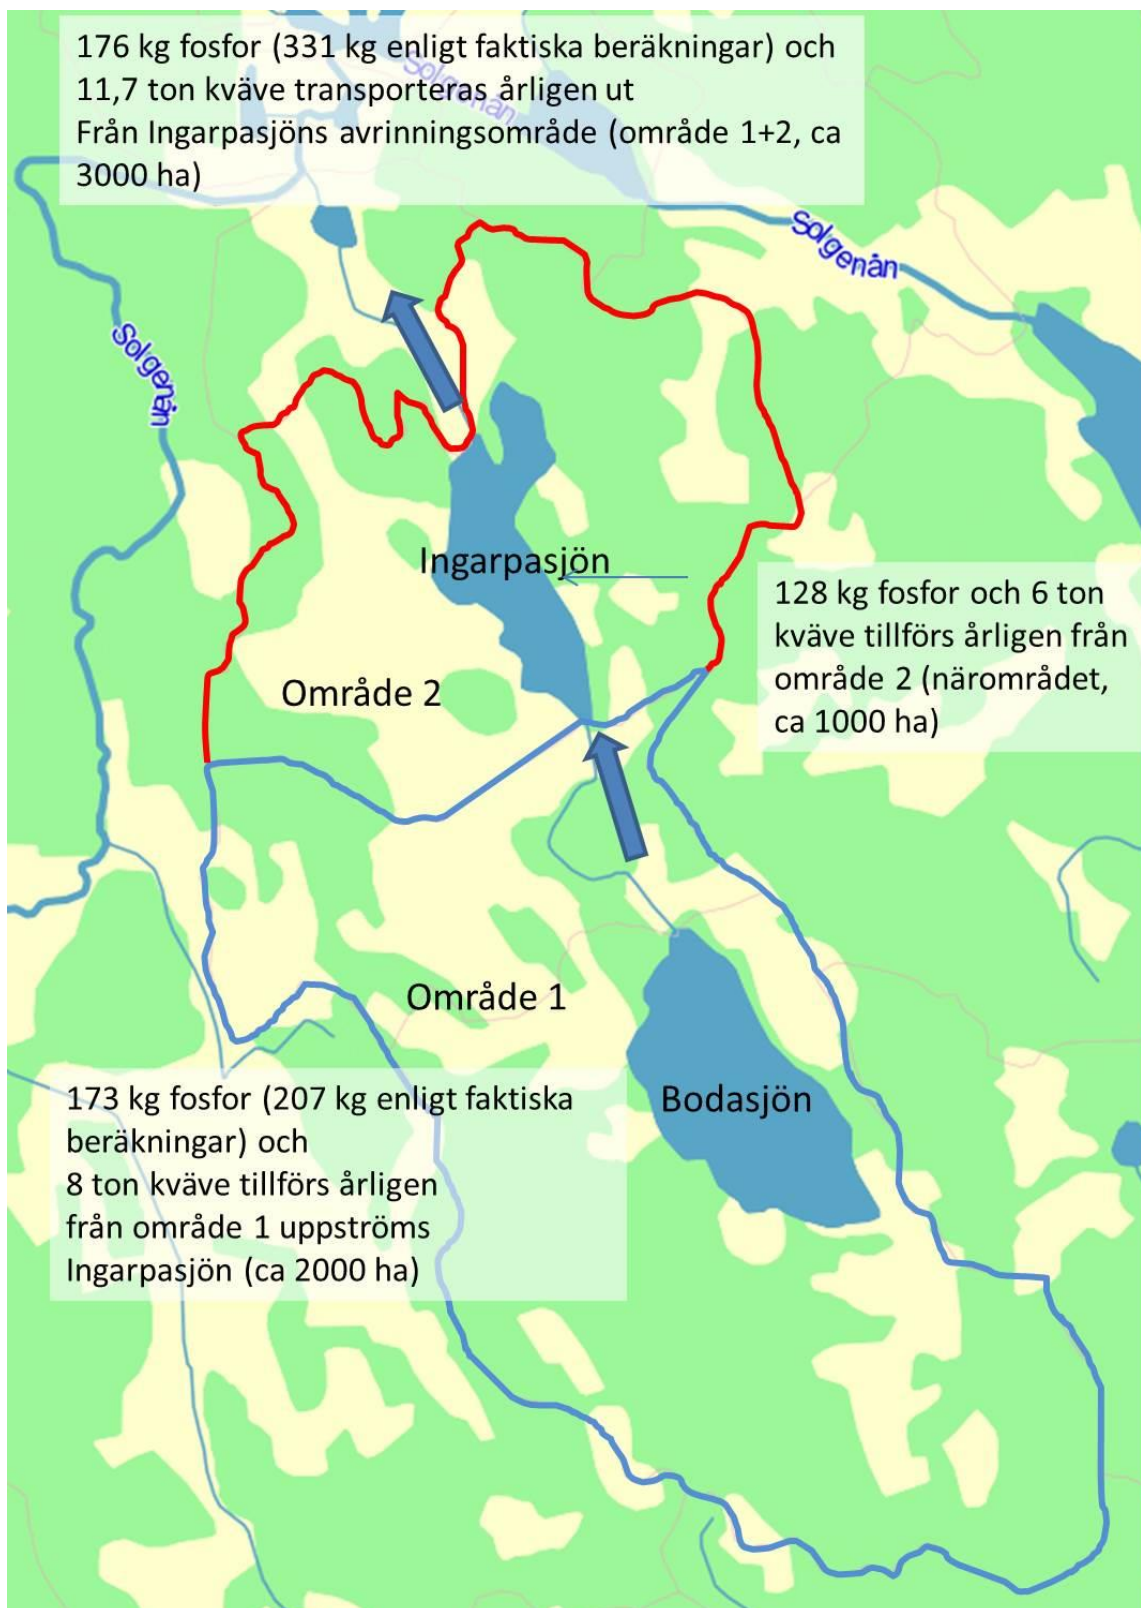 176 kg fosfor (331 kg enligt faktiska beräkningar) och
11,7 ton kväve transporteras årligen ut
Från Ingarpasjöns avrinningsområde (område 1+2, ca
3000 ha)
Solgenån
Solgenån
Solgenån
Ingarpasjön
128 kg fosfor och 6 ton
kväve tillförs årligen från
område 2 (närområdet,
ca 1000 ha)
Område 2
Område 1
173 kg fosfor (207 kg enligt faktiska
beräkningar) och
8 ton kväve tillförs årligen
från område 1 uppströms
Ingarpasjön (ca 2000 ha)
Bodasjön